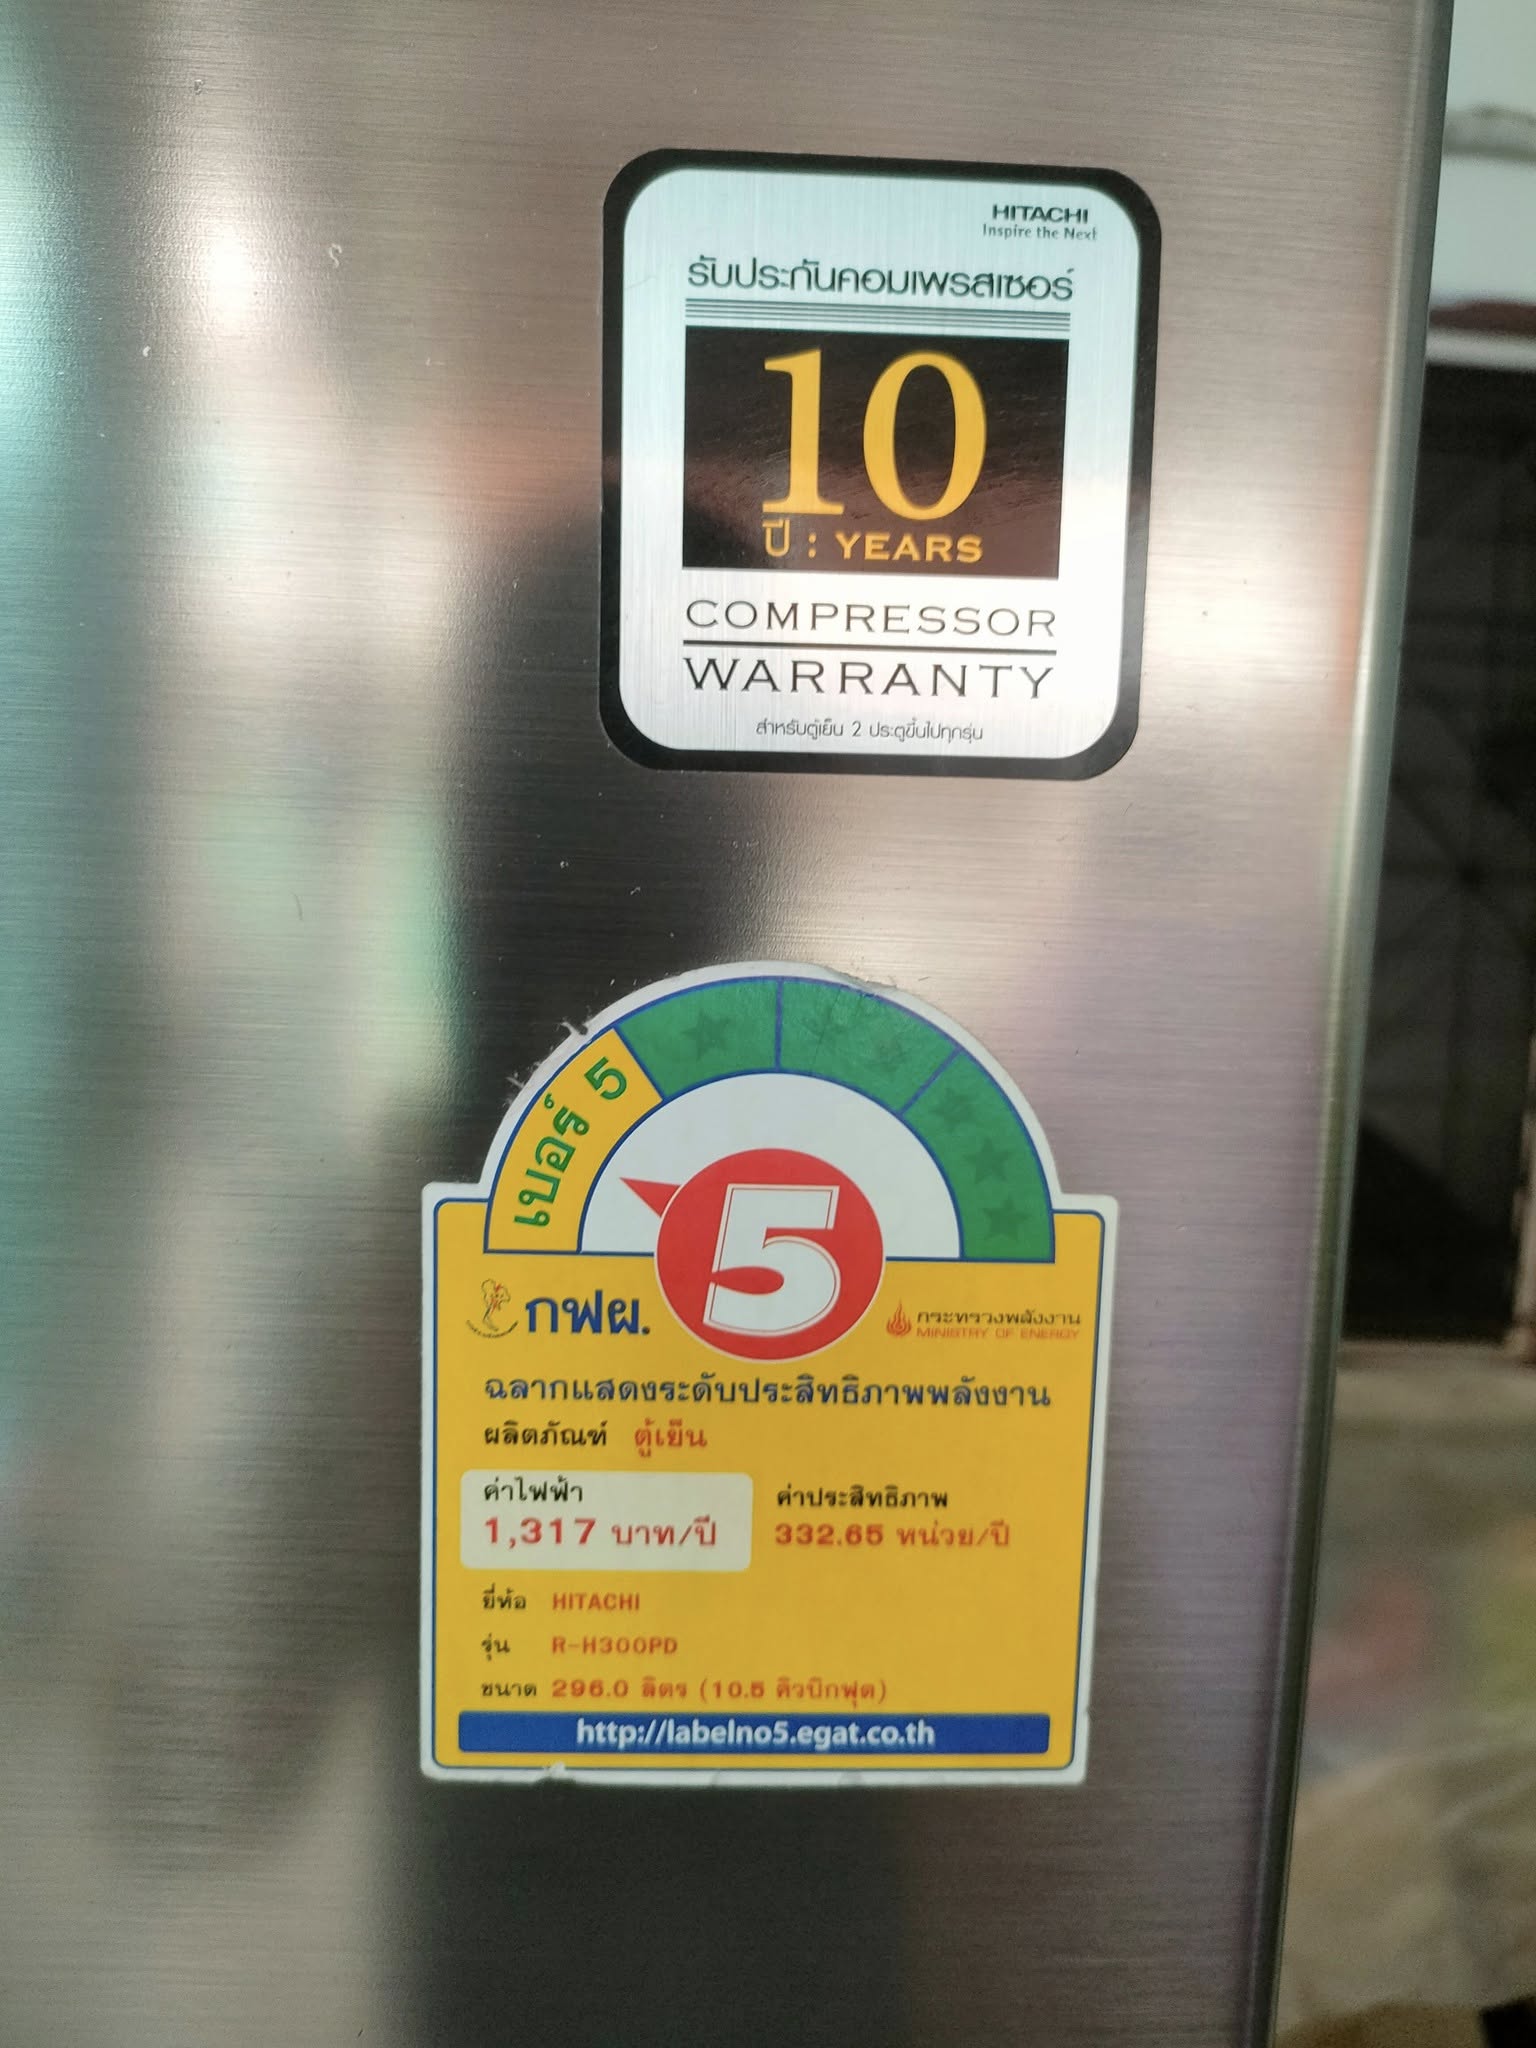 HITACHI
Inspire the Next
รับประกันคอมเพรสเซอร์
10
ปี : YEARS
COMPRESSOR
WARRANTY
สำหรับตู้เย็น 2 ประตูขึ้นไปทุกรุ่น
เบอร์ 5
5
กฟผ.
กระทรวงพลังงาน
MINISTRY OF ENERGY
ฉลากแสดงระดับประสิทธิภาพพลังงาน
ผลิตภัณฑ์ ตู้เย็น
ค่าไฟฟ้า
1,317 บาท/ปี
ค่าประสิทธิภาพ
332.65 หน่วย/ปี
ยี่ห้อ HITACHI
รุ่น R-H300PD
ขนาด 296.0 ลิตร (10.5 คิวบิกฟุต)
http://labelno5.egat.co.th